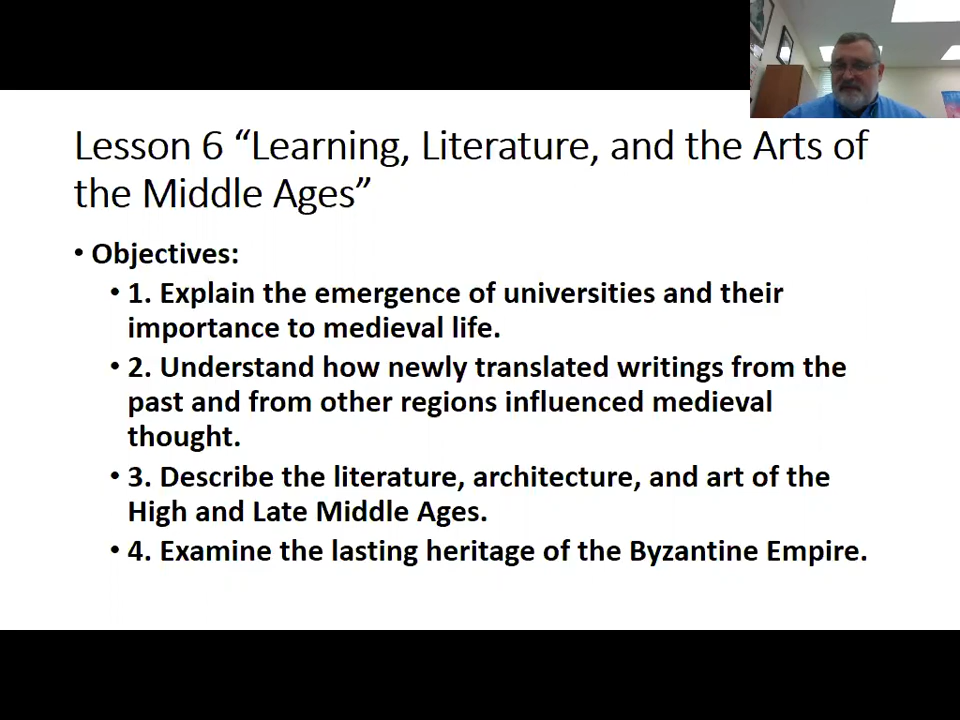 Lesson 6 “Learning, Literature, and the Arts of
the Middle Ages”
• Objectives:
• 1. Explain the emergence of universities and their
importance to medieval life.
• 2. Understand how newly translated writings from the
past and from other regions influenced medieval
thought.
• 3. Describe the literature, architecture, and art of the
High and Late Middle Ages.
• 4. Examine the lasting heritage of the Byzantine Empire.